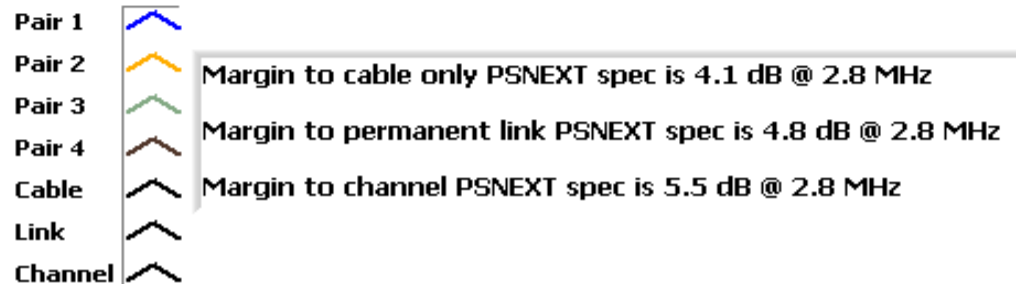 Pair 1
Pair 2
Pair 3
Pair 4
Cable
Link
Channel
Margin to cable only PSNEXT spec is 4.1 dB @ 2.8 MHz
Margin to permanent link PSNEXT spec is 4.8 dB @ 2.8 MHz
Margin to channel PSNEXT spec is 5.5 dB @ 2.8 MHz